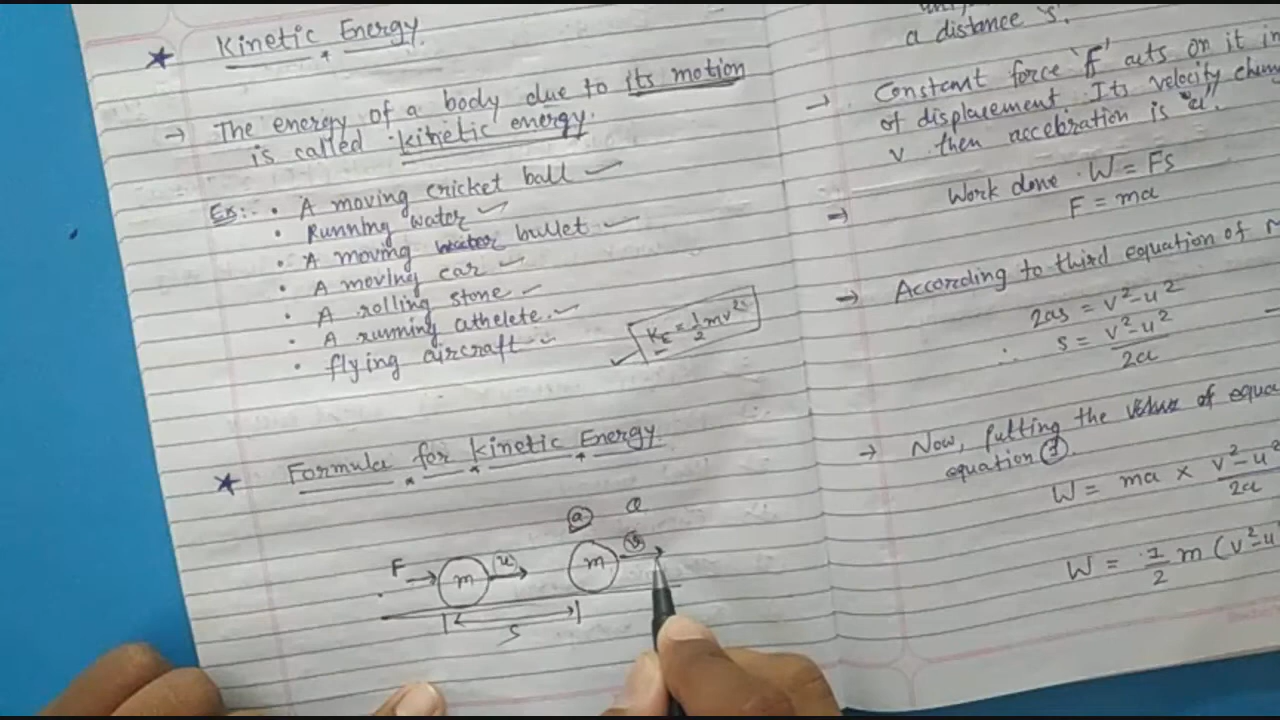 ★ Kinetic Energy
→ The energy of a body due to its motion
is called kinetic energy.
Ex:- • A moving cricket ball ✓
• Running water ✓
• A moving bullet ✓
• A moving car ✓
• A rolling stone ✓
• A running athelete. ✓
• flying aircraft ✓
✓ KE = 1/2 mv²
★ Formula for Kinetic Energy
a
F → m u → m v →
S
a distance 's'.
→ Constant force 'F' acts on it in
of displacement. Its velocity
v then accelration is "a".
→ Work done W = Fs
F = ma
→ According to third equation of
2as = v² - u²
∴ s = v² - u² / 2a
→ Now, putting the value of
equation ①.
W = ma × v² - u² / 2a
W = 1/2 m (v² - u